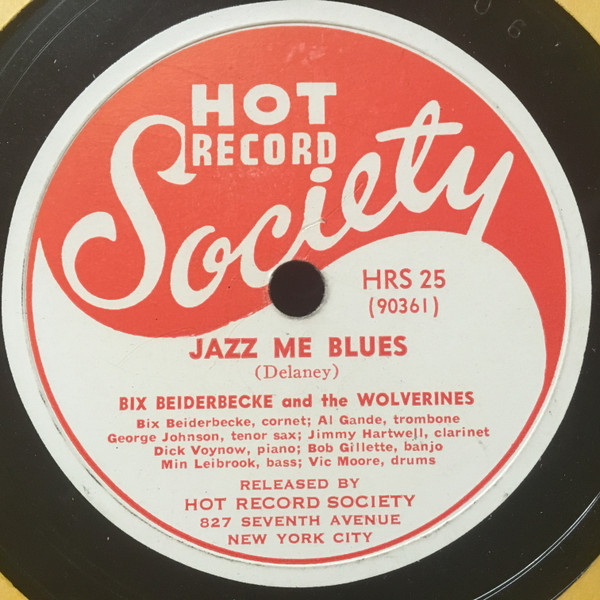 06
HOT
RECORD
Society
HRS 25
(90361)
JAZZ ME BLUES
(Delaney)
BIX BEIDERBECKE and the WOLVERINES
Bix Beiderbecke, cornet; Al Gande, trombone
George Johnson, tenor sax; Jimmy Hartwell, clarinet
Dick Voynow, piano; Bob Gillette, banjo
Min Leibrook, bass; Vic Moore, drums
RELEASED BY
HOT RECORD SOCIETY
827 SEVENTH AVENUE
NEW YORK CITY